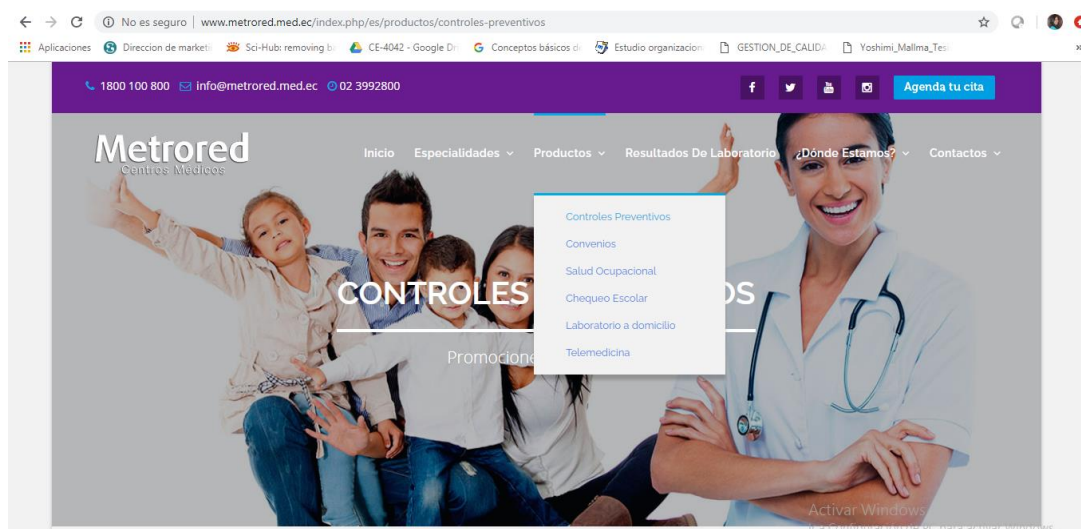 No es seguro | www.metrored.med.ec/index.php/es/productos/controles-preventivos
Aplicaciones Direccion de marketi Sci-Hub: removing b CE-4042 - Google Dr Conceptos básicos d Estudio organizacion GESTION_DE_CALIDA Yoshimi_Mallma_Tes
1800 100 800 info@metrored.med.ec 02 3992800 Agenda tu cita
Metrored
Centros Médicos
Inicio Especialidades Productos Resultados De Laboratorio ¿Dónde Estamos? Contactos
Controles Preventivos
Convenios
Salud Ocupacional
Chequeo Escolar
Laboratorio a domicilio
Telemedicina
CONTROLES OS
Promocione
Activar Windows